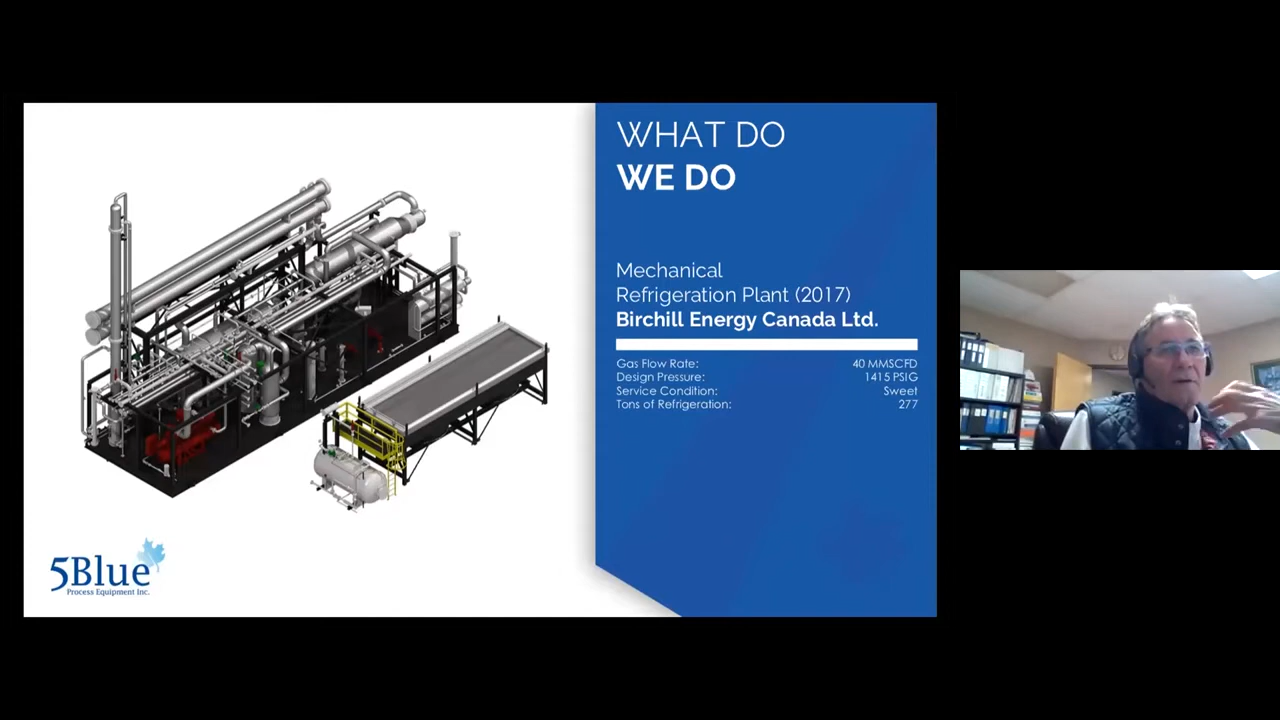 WHAT DO
WE DO
Mechanical
Refrigeration Plant (2017)
Birchill Energy Canada Ltd.
Gas Flow Rate: 40 MMSCFD
Design Pressure: 1415 PSIG
Service Condition: Sweet
Tons of Refrigeration: 277
5Blue
Process Equipment Inc.